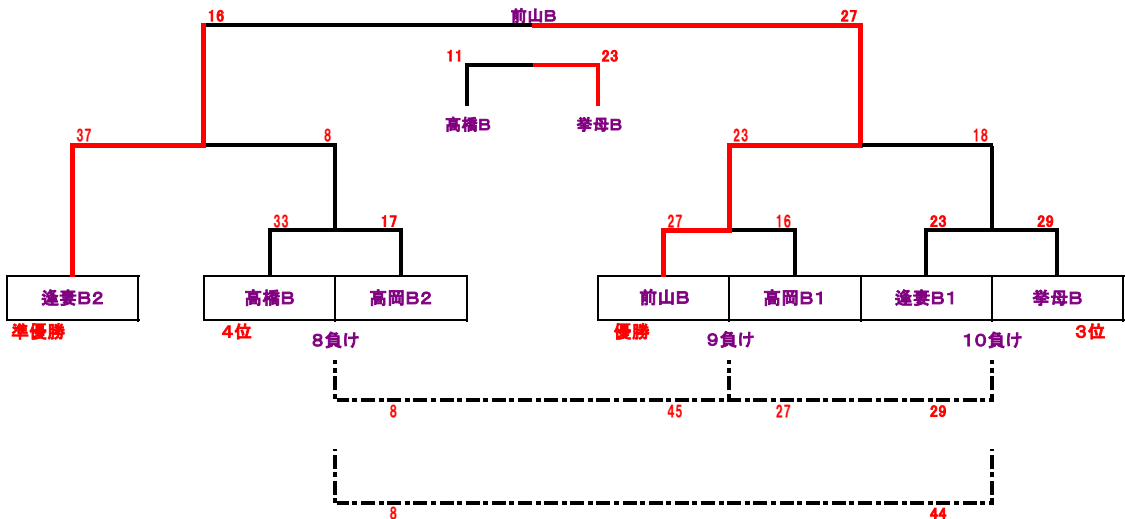 16 前山B 27
11 23
高橋B 挙母B
37 8 23 18
33 17 27 16 23 29
逢妻B2 高橋B 高岡B2 前山B 高岡B1 逢妻B1 挙母B
準優勝 4位 優勝 3位
8負け 9負け 10負け
8 45 27 29
8 44